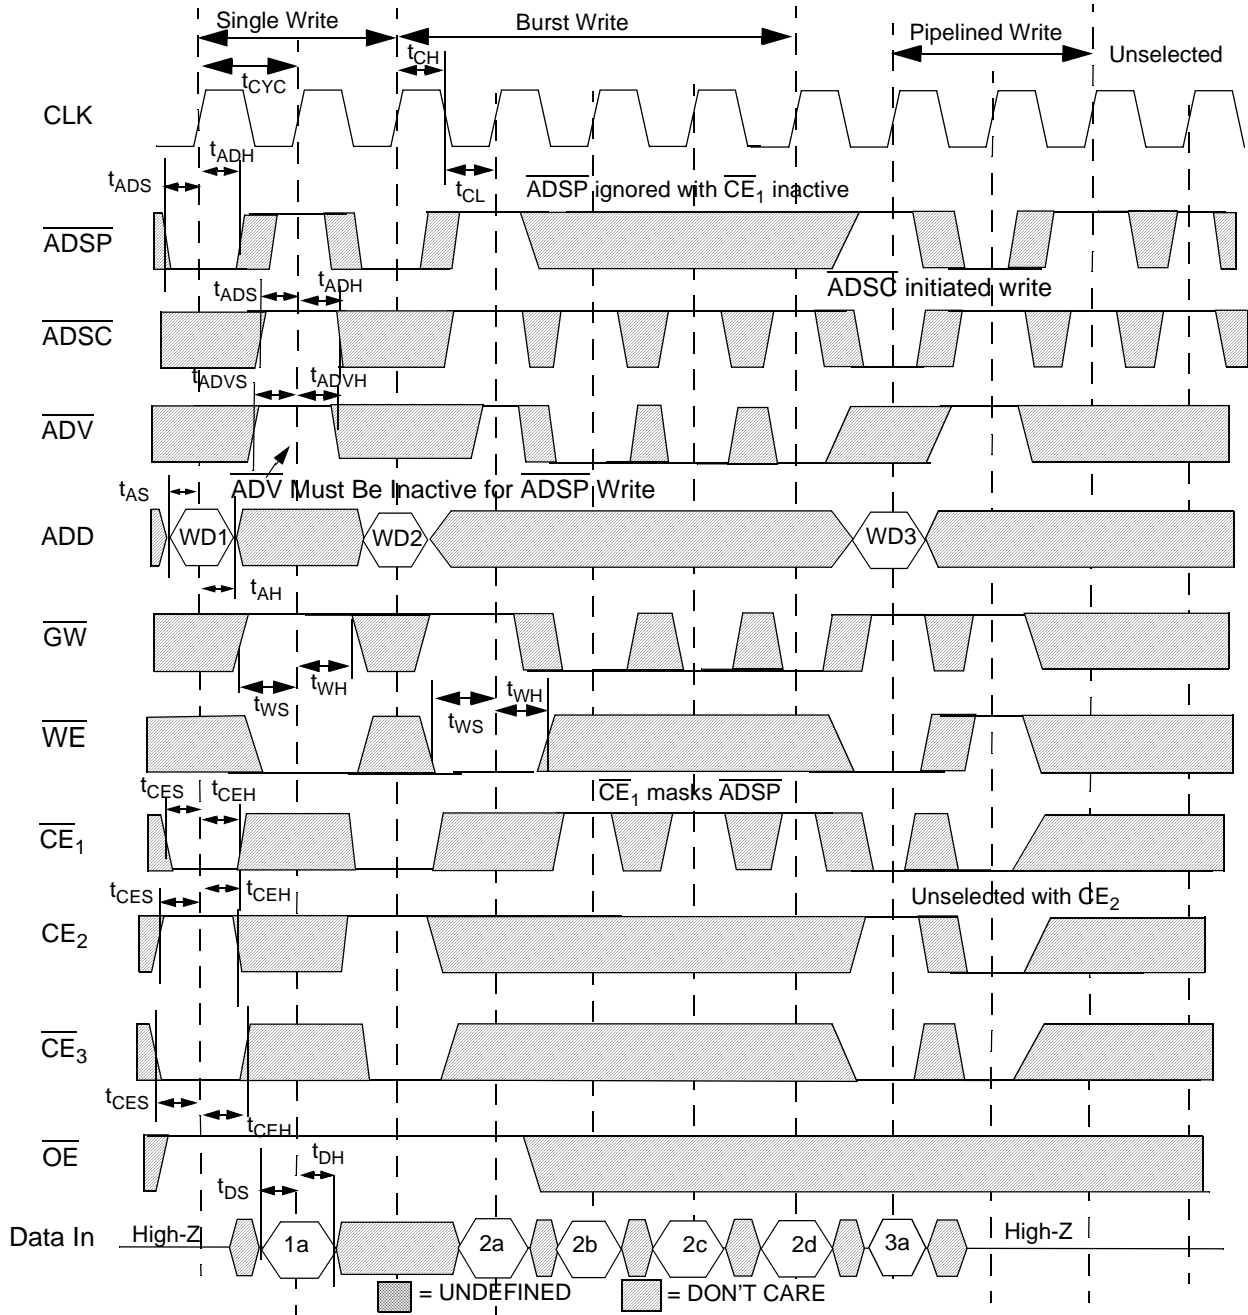 Single Write
Burst Write
Pipelined Write
Unselected
tCH
tCYC
CLK
tADH
tADS
tCL
ADSP ignored with CE1 inactive
ADSP
tADS
tADH
ADSC initiated write
ADSC
tADVS
tADVH
ADV
tAS
ADV Must Be Inactive for ADSP Write
ADD
WD1
WD2
WD3
tAH
GW
tWS
tWH
tWS
tWH
WE
tCES
tCEH
CE1 masks ADSP
CE1
tCES
tCEH
Unselected with CE2
CE2
CE3
tCES
tCEH
OE
tDH
tDS
Data In
High-Z
1a
2a
2b
2c
2d
3a
High-Z
= UNDEFINED
= DON'T CARE